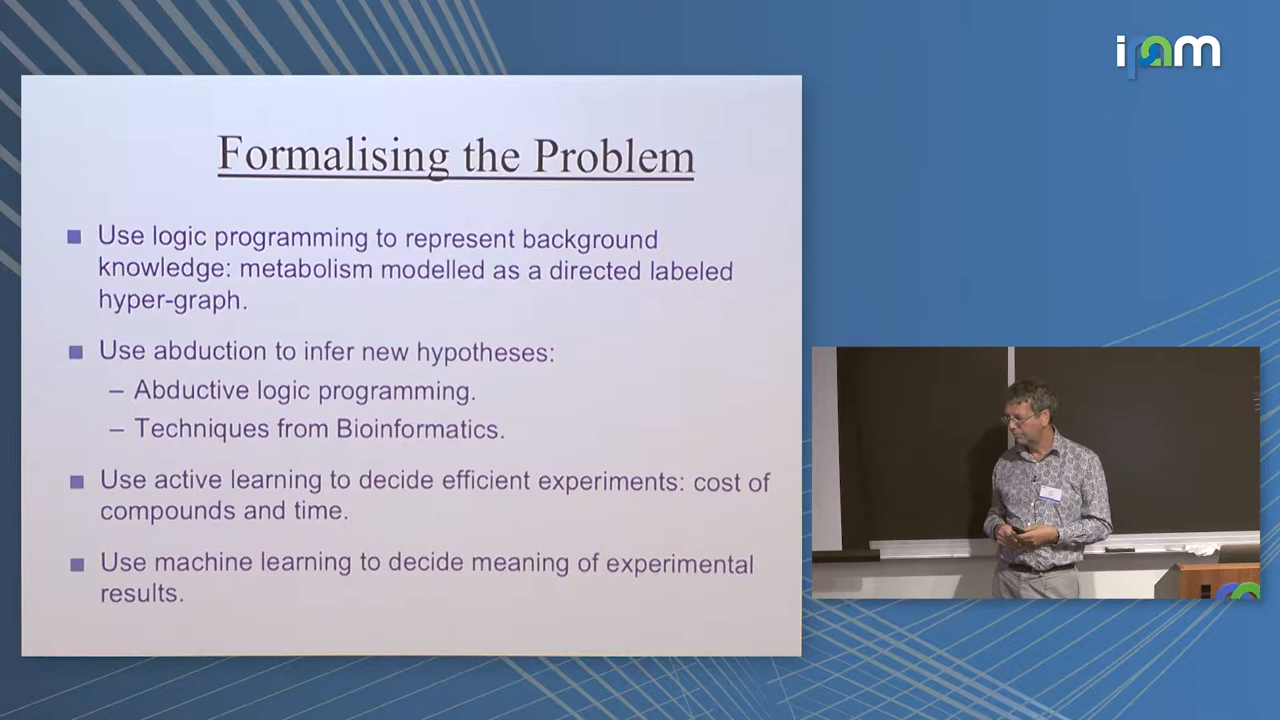 ipam
Formalising the Problem
Use logic programming to represent background
knowledge: metabolism modelled as a directed labeled
hyper-graph.
Use abduction to infer new hypotheses:
– Abductive logic programming.
– Techniques from Bioinformatics.
Use active learning to decide efficient experiments: cost of
compounds and time.
Use machine learning to decide meaning of experimental
results.